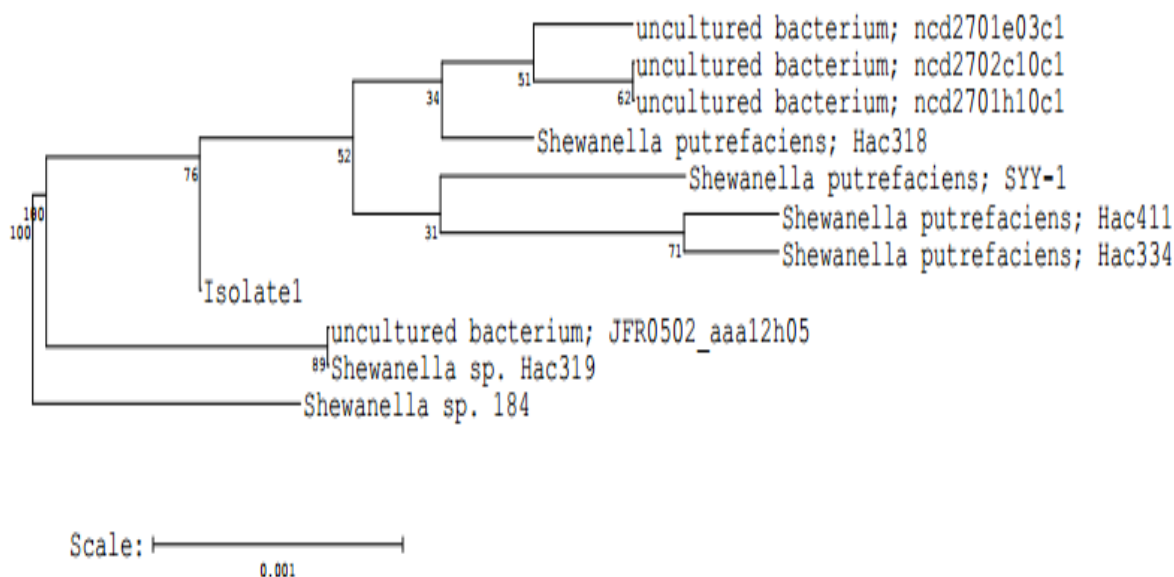 uncultured bacterium; ncd2701e03c1
uncultured bacterium; ncd2702c10c1
51
62
uncultured bacterium; ncd2701h10c1
34
Shewanella putrefaciens; Hac318
52
76
Shewanella putrefaciens; SYY-1
100
100
31
Shewanella putrefaciens; Hac411
71
Shewanella putrefaciens; Hac334
Isolate1
uncultured bacterium; JFR0502_aaa12h05
89
Shewanella sp. Hac319
Shewanella sp. 184
Scale:
0.001